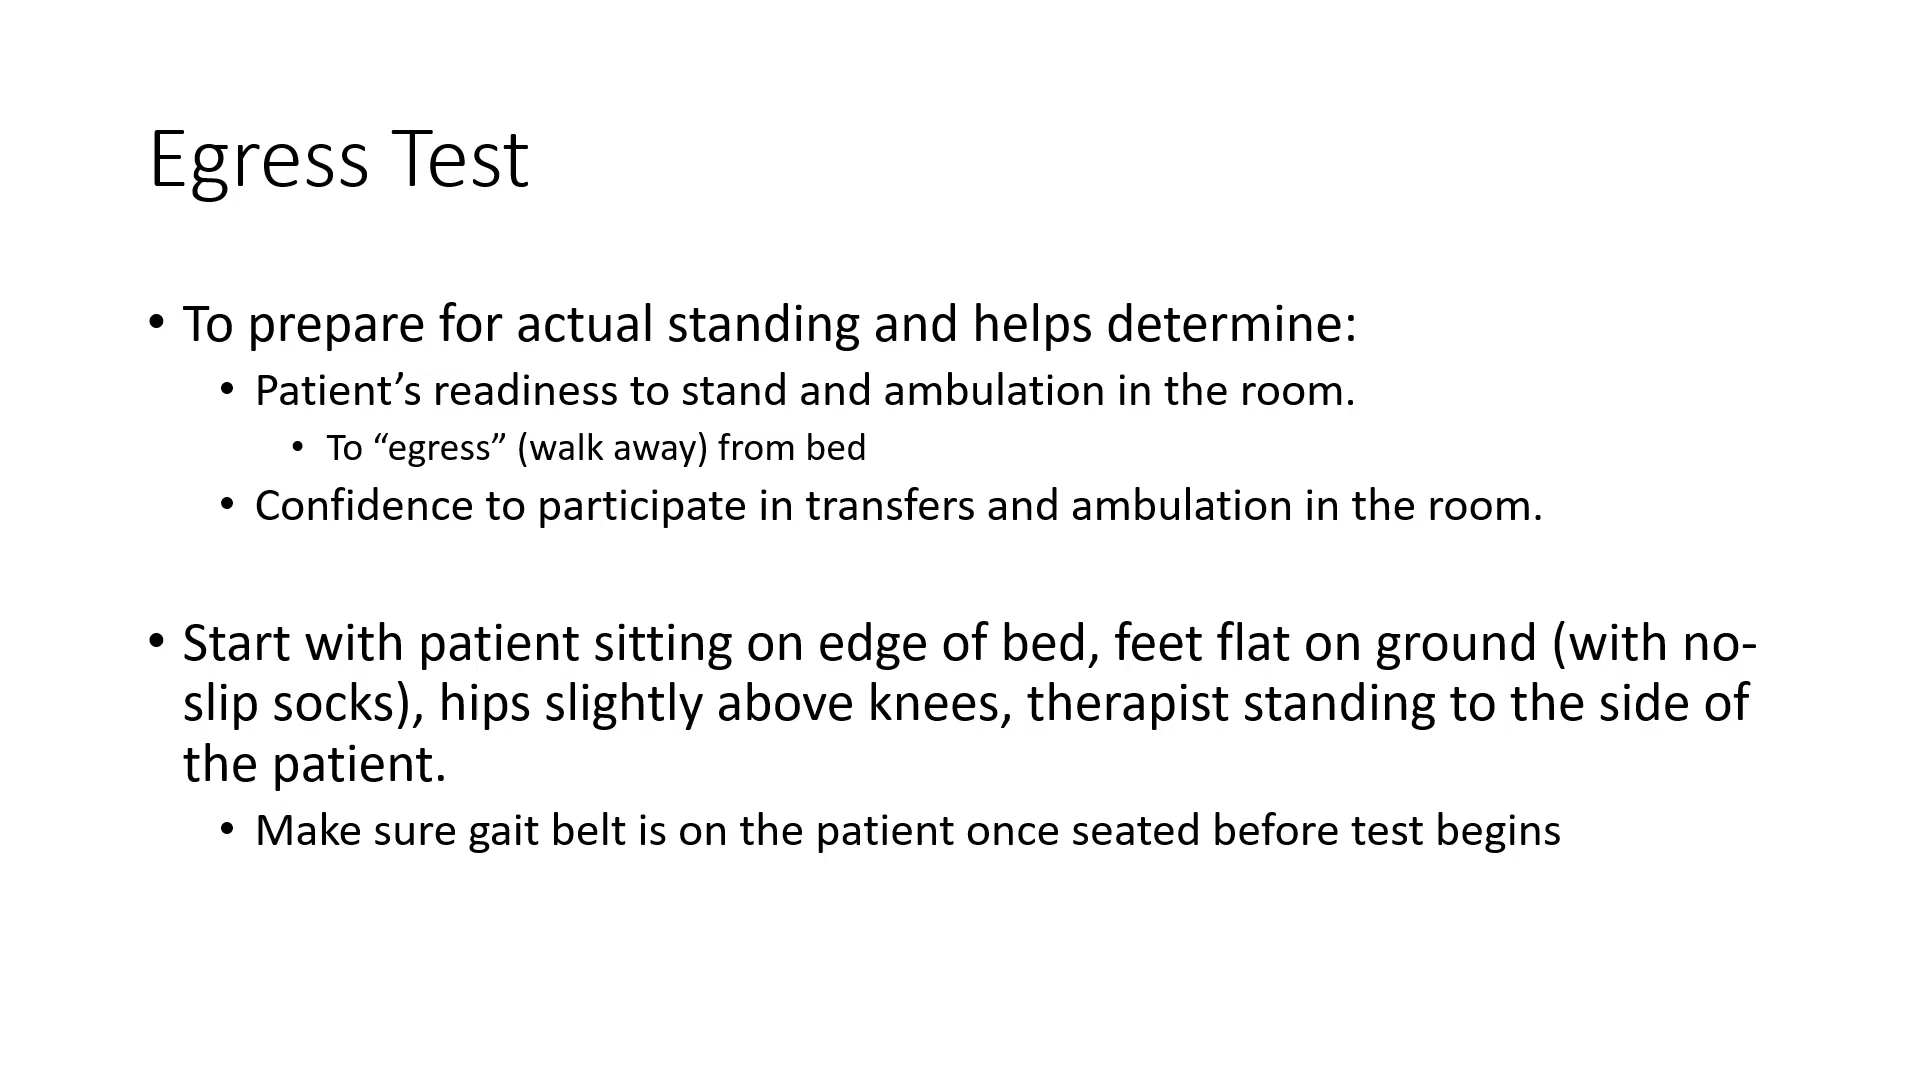 Egress Test
• To prepare for actual standing and helps determine:
• Patient’s readiness to stand and ambulation in the room.
• To “egress” (walk away) from bed
• Confidence to participate in transfers and ambulation in the room.
• Start with patient sitting on edge of bed, feet flat on ground (with no-
slip socks), hips slightly above knees, therapist standing to the side of
the patient.
• Make sure gait belt is on the patient once seated before test begins